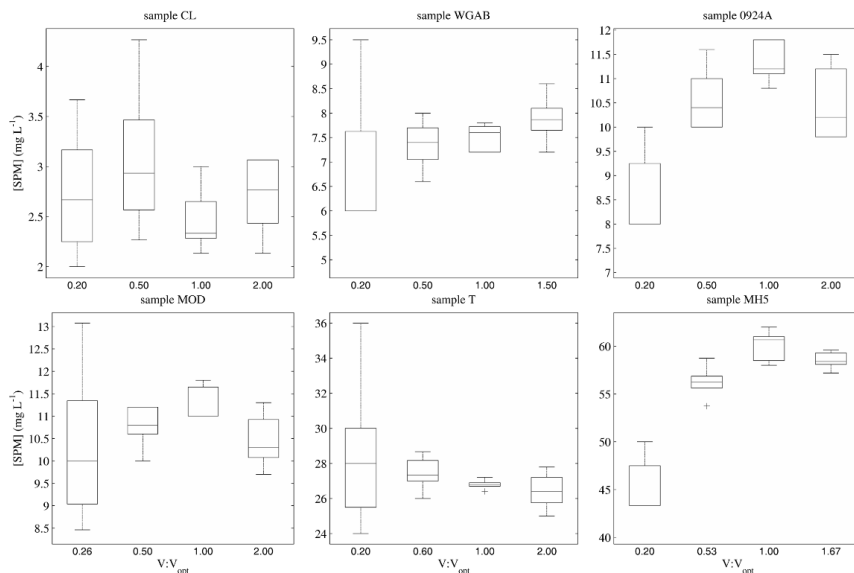 sample CL
sample WGAB
sample 0924A
[SPM] (mg L⁻¹)
4
3.5
3
2.5
2
0.20 0.50 1.00 2.00
9.5
9
8.5
8
7.5
7
6.5
6
5.5
5
0.20 0.50 1.00 1.50
12
11.5
11
10.5
10
9.5
9
8.5
8
7.5
7
0.20 0.50 1.00 2.00
sample MOD
sample T
sample MH5
[SPM] (mg L⁻¹)
13
12.5
12
11.5
11
10.5
10
9.5
9
8.5
0.26 0.50 1.00 2.00
V:Vopt
36
34
32
30
28
26
24
0.20 0.60 1.00 2.00
V:Vopt
60
55
50
45
40
0.20 0.53 1.00 1.67
V:Vopt